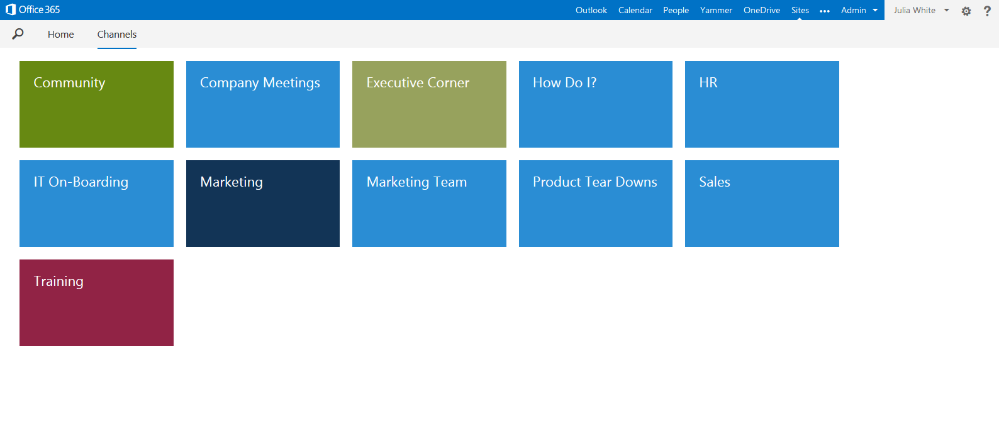 Office 365 Outlook Calendar People Yammer OneDrive Sites ••• Admin Julia White ?
Home Channels
Community Company Meetings Executive Corner How Do I? HR
IT On-Boarding Marketing Marketing Team Product Tear Downs Sales
Training